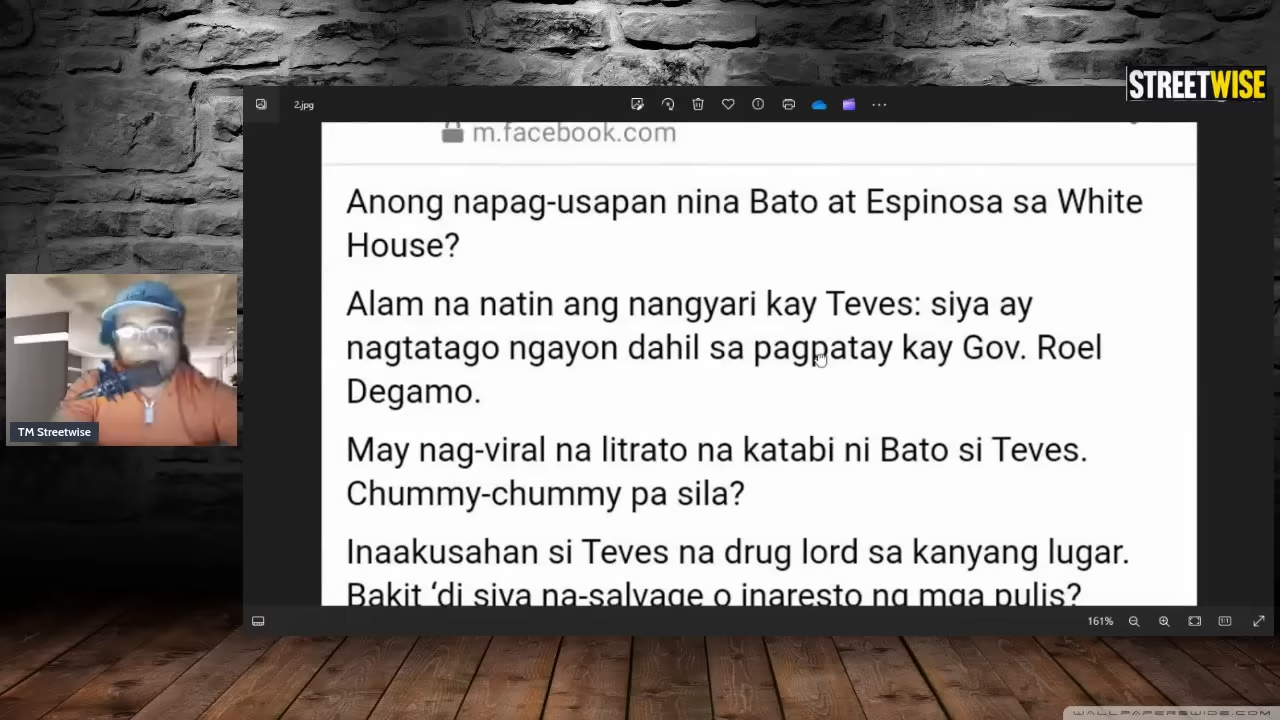 STREETWISE
2.jpg
m.facebook.com
Anong napag-usapan nina Bato at Espinosa sa White
House?
Alam na natin ang nangyari kay Teves: siya ay
nagtatago ngayon dahil sa pagpatay kay Gov. Roel
Degamo.
May nag-viral na litrato na katabi ni Bato si Teves.
Chummy-chummy pa sila?
Inaakusahan si Teves na drug lord sa kanyang lugar.
Bakit ‘di siya na-salvage o inaresto ng mga pulis?
TM Streetwise
161%
WALLPAPERSWIDE.COM